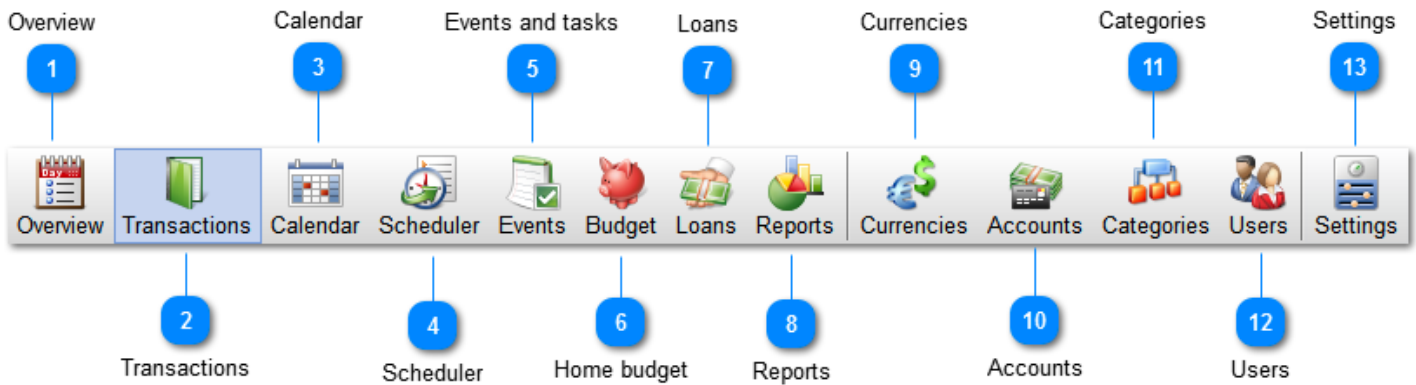 Overview Calendar Events and tasks Loans Currencies Categories Settings
1 3 5 7 9 11 13
Day
Overview Transactions Calendar Scheduler Events Budget Loans Reports Currencies Accounts Categories Users Settings
2 4 6 8 10 12
Transactions Scheduler Home budget Reports Accounts Users